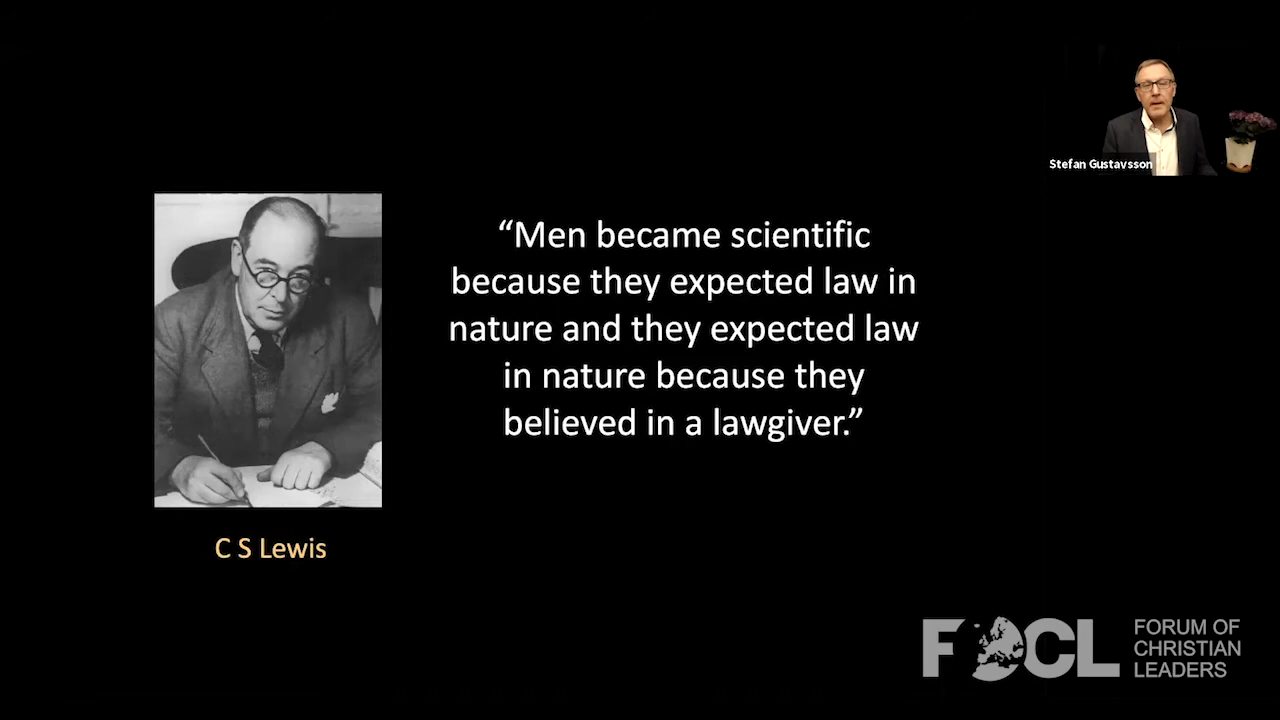 Stefan Gustavsson
“Men became scientific
because they expected law in
nature and they expected law
in nature because they
believed in a lawgiver.”
C S Lewis
FOCL
FORUM OF
CHRISTIAN
LEADERS